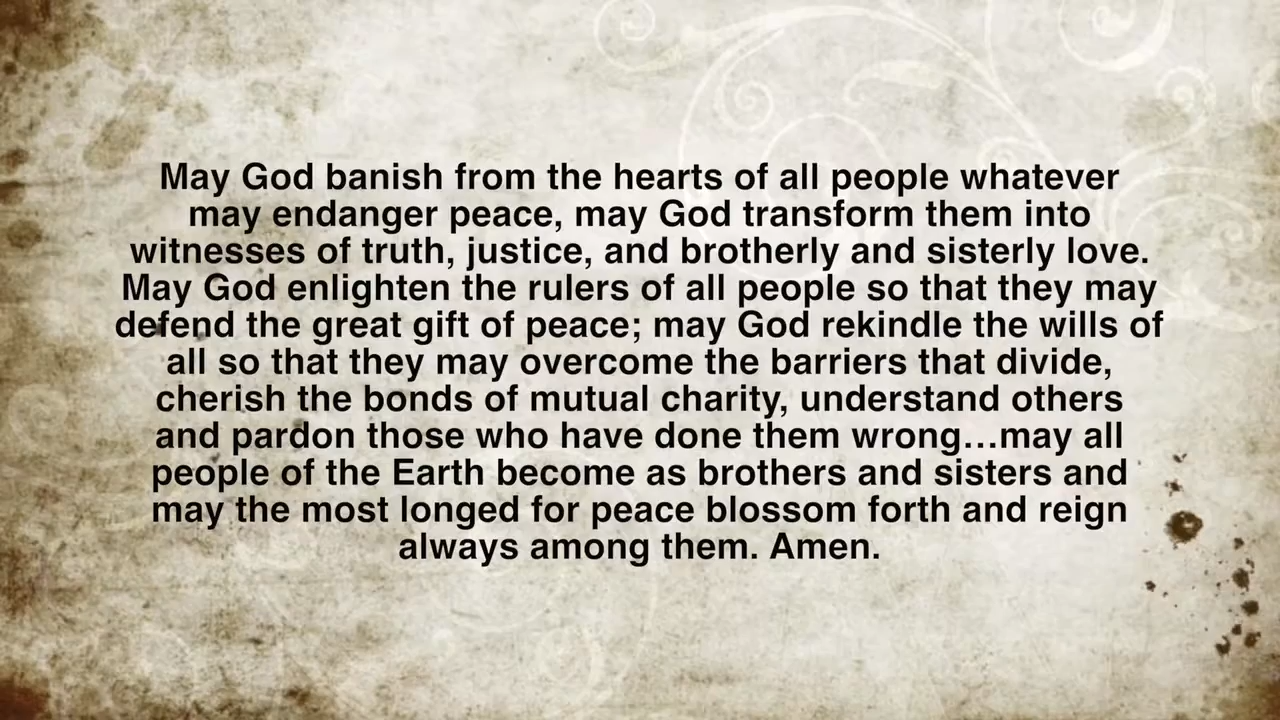 May God banish from the hearts of all people whatever
may endanger peace, may God transform them into
witnesses of truth, justice, and brotherly and sisterly love.
May God enlighten the rulers of all people so that they may
defend the great gift of peace; may God rekindle the wills of
all so that they may overcome the barriers that divide,
cherish the bonds of mutual charity, understand others
and pardon those who have done them wrong…may all
people of the Earth become as brothers and sisters and
may the most longed for peace blossom forth and reign
always among them. Amen.